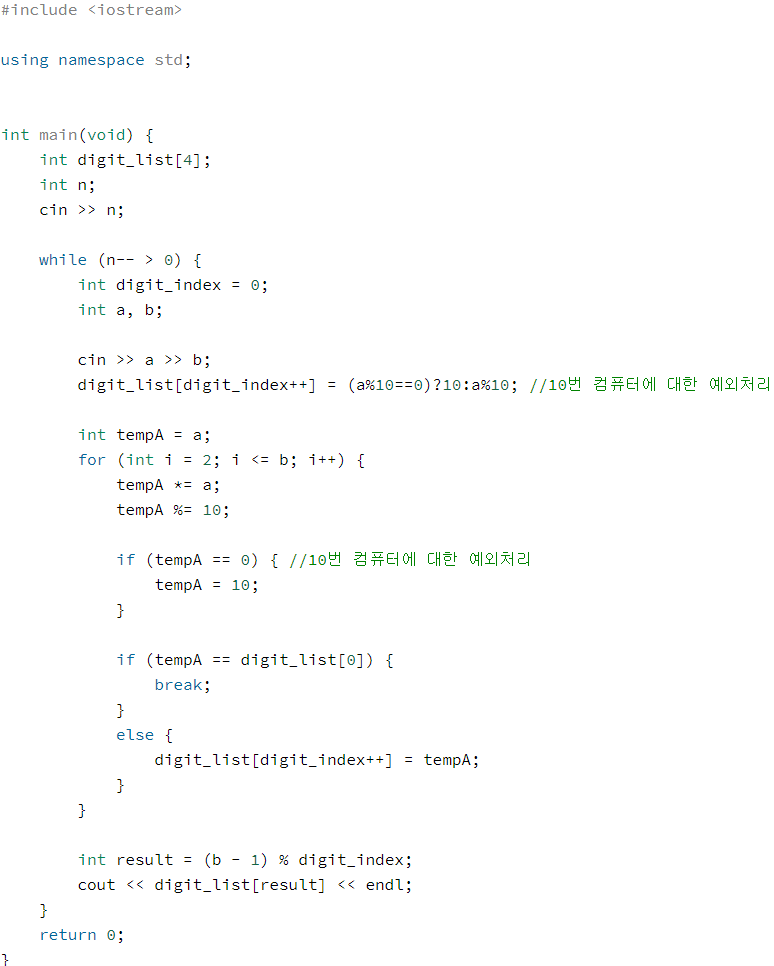 #include <iostream>
using namespace std;
int main(void) {
int digit_list[4];
int n;
cin >> n;
while (n-- > 0) {
int digit_index = 0;
int a, b;
cin >> a >> b;
digit_list[digit_index++] = (a%10==0)?10:a%10; //10번 컴퓨터에 대한 예외처리
int tempA = a;
for (int i = 2; i <= b; i++) {
tempA *= a;
tempA %= 10;
if (tempA == 0) { //10번 컴퓨터에 대한 예외처리
tempA = 10;
}
if (tempA == digit_list[0]) {
break;
}
else {
digit_list[digit_index++] = tempA;
}
}
int result = (b - 1) % digit_index;
cout << digit_list[result] << endl;
}
return 0;
}